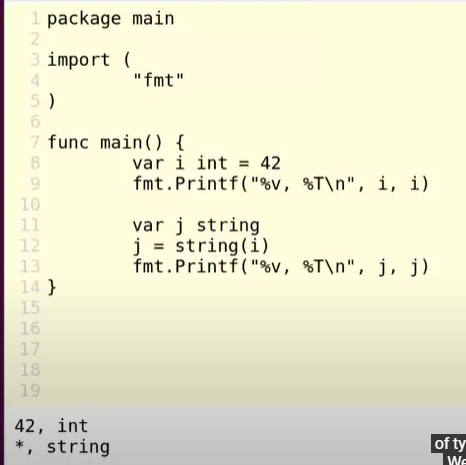 1 package main
2
3 import (
4 "fmt"
5 )
6
7 func main() {
8 var i int = 42
9 fmt.Printf("%v, %T\n", i, i)
10
11 var j string
12 j = string(i)
13 fmt.Printf("%v, %T\n", j, j)
14 }
15
16
17
18
19
42, int
*, string
of ty
We